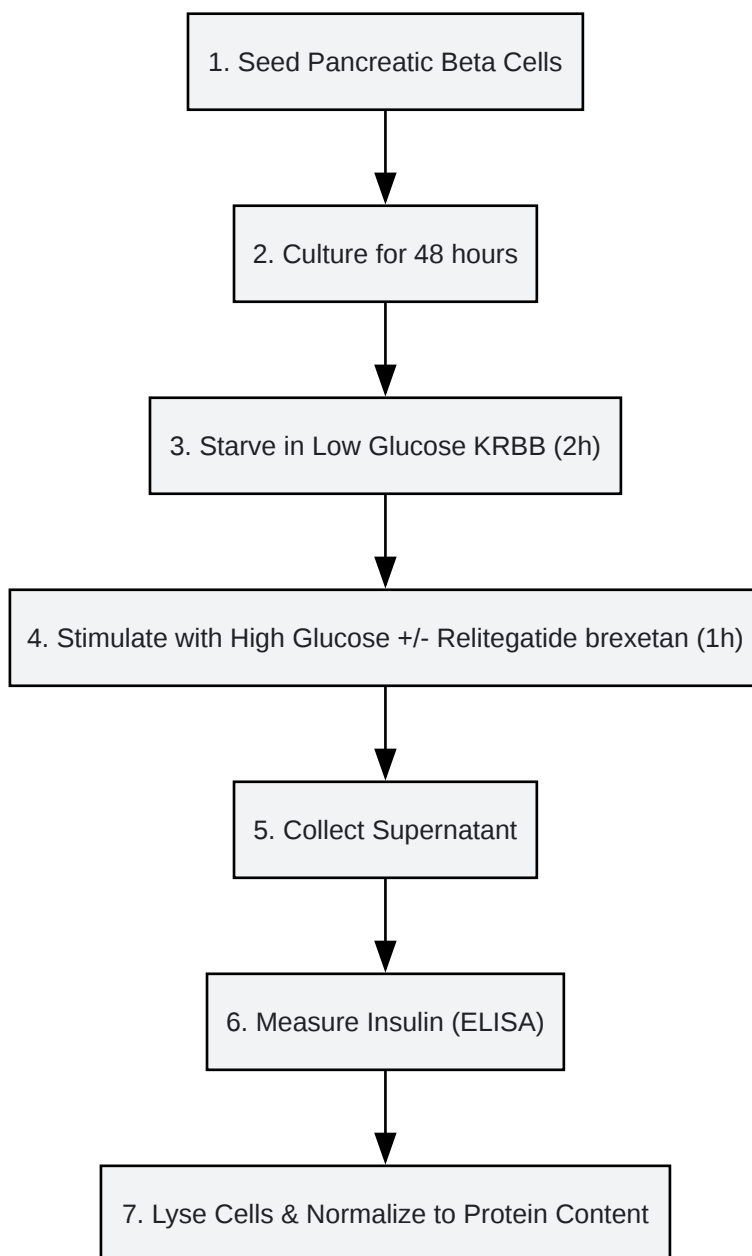 1. Seed Pancreatic Beta Cells
2. Culture for 48 hours
3. Starve in Low Glucose KRBB (2h)
4. Stimulate with High Glucose +/- Relitegatide brexetan (1h)
5. Collect Supernatant
6. Measure Insulin (ELISA)
7. Lyse Cells & Normalize to Protein Content